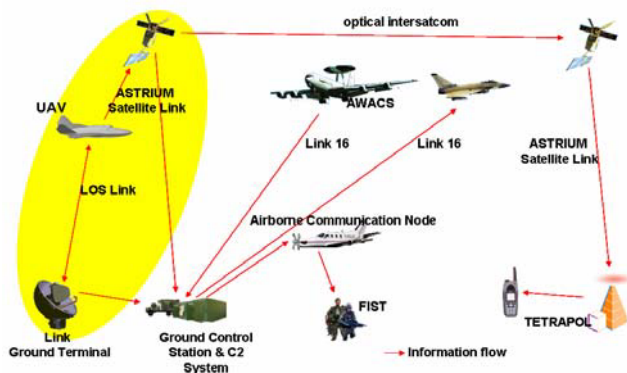 optical intersatcom
ASTRIUM
Satellite Link
UAV
AWACS
ASTRIUM
Satellite Link
Link 16
Link 16
LOS Link
Airborne Communication Node
Link
Ground Terminal
Ground Control
Station & C2
System
FIST
TETRAPOL
Information flow